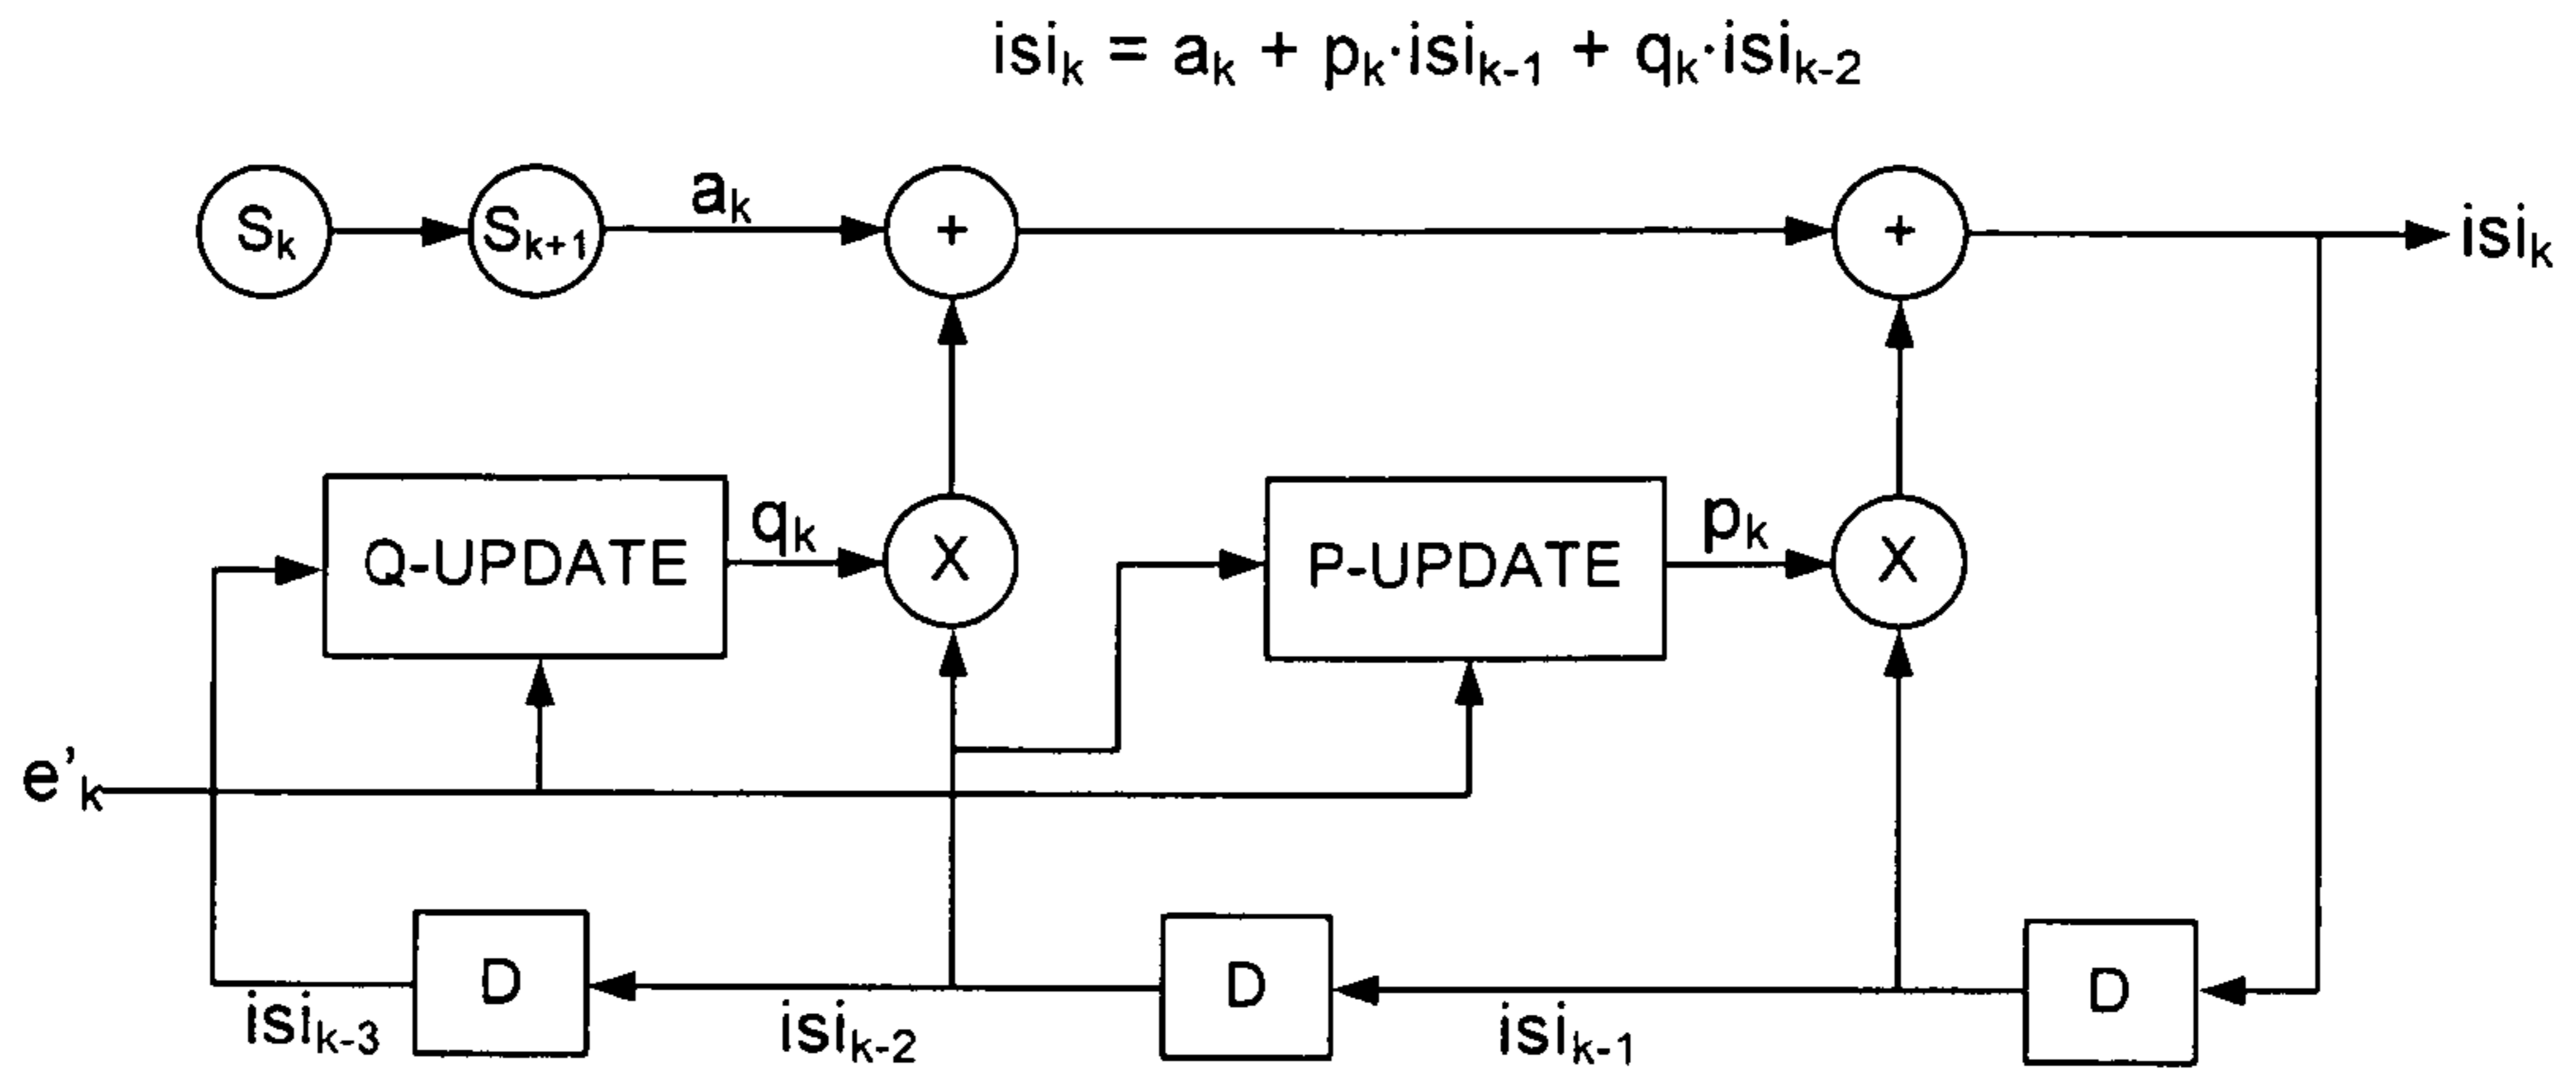 isiₖ = aₖ + pₖ·isiₖ₋₁ + qₖ·isiₖ₋₂
Sₖ
Sₖ₊₁
aₖ
+
+
isiₖ
Q-UPDATE
qₖ
X
P-UPDATE
pₖ
X
e’ₖ
D
D
D
isiₖ₋₃
isiₖ₋₂
isiₖ₋₁